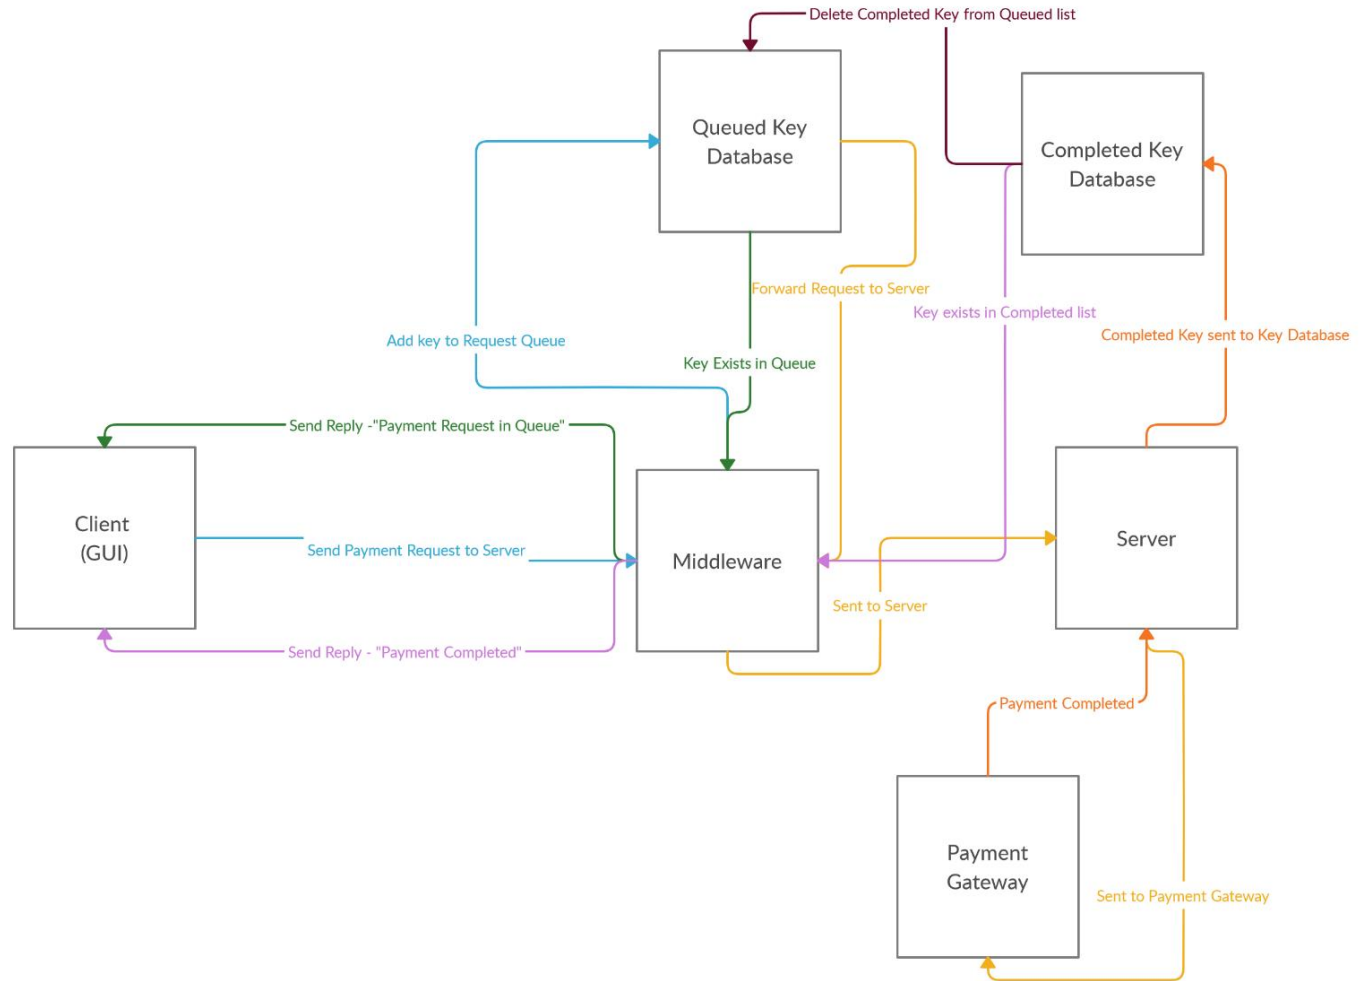 Delete Completed Key from Queued list
Queued Key
Database
Completed Key
Database
Forward Request to Server
Key exists in Completed list
Completed Key sent to Key Database
Add key to Request Queue
Key Exists in Queue
Send Reply -"Payment Request in Queue"
Client
(GUI)
Send Payment Request to Server
Middleware
Server
Sent to Server
Send Reply - "Payment Completed"
Payment Completed
Payment
Gateway
Sent to Payment Gateway